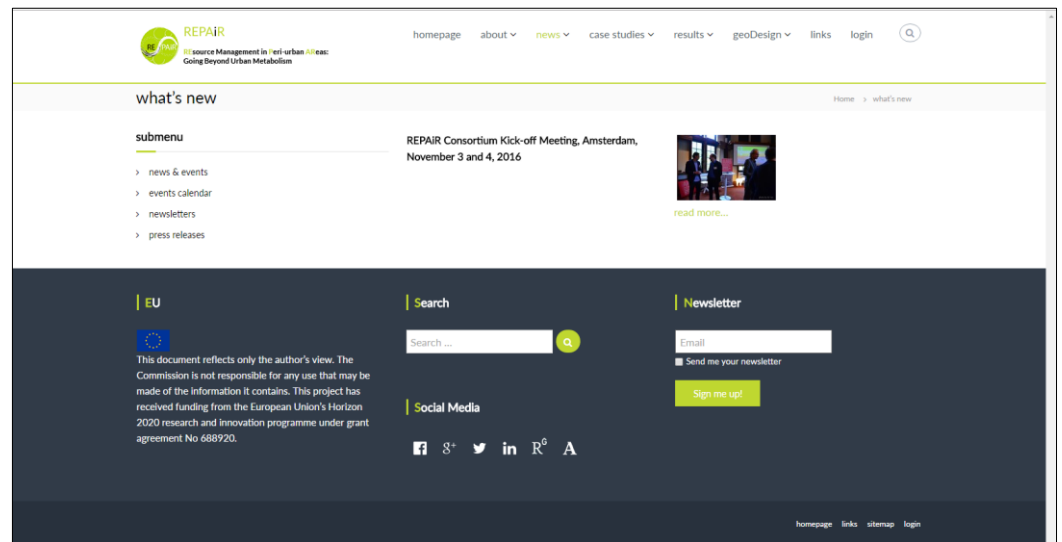 REPAiR
REsource Management in Peri-urban AReas:
Going Beyond Urban Metabolism
homepage about news case studies results geoDesign links login
what's new
Home » what's new
submenu
news & events
events calendar
newsletters
press releases
REPAiR Consortium Kick-off Meeting, Amsterdam,
November 3 and 4, 2016
read more...
EU
This document reflects only the author's view. The
Commission is not responsible for any use that may be
made of the information it contains. This project has
received funding from the European Union's Horizon
2020 research and innovation programme under grant
agreement No 688920.
Search
Search ...
Social Media
g+ in RG A
Newsletter
Email
Send me your newsletter
Sign me up!
homepage links sitemap login